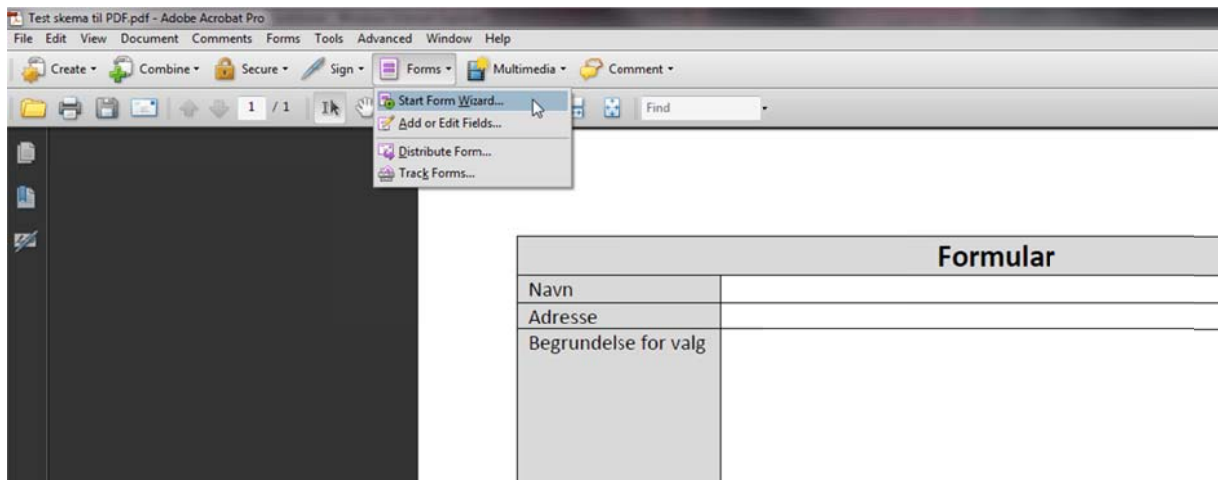 Test skema til PDF.pdf - Adobe Acrobat Pro
File Edit View Document Comments Forms Tools Advanced Window Help
Create Combine Secure Sign Forms Multimedia Comment
1 / 1 Find
Start Form Wizard...
Add or Edit Fields...
Distribute Form...
Track Forms...
Formular
Navn
Adresse
Begrundelse for valg